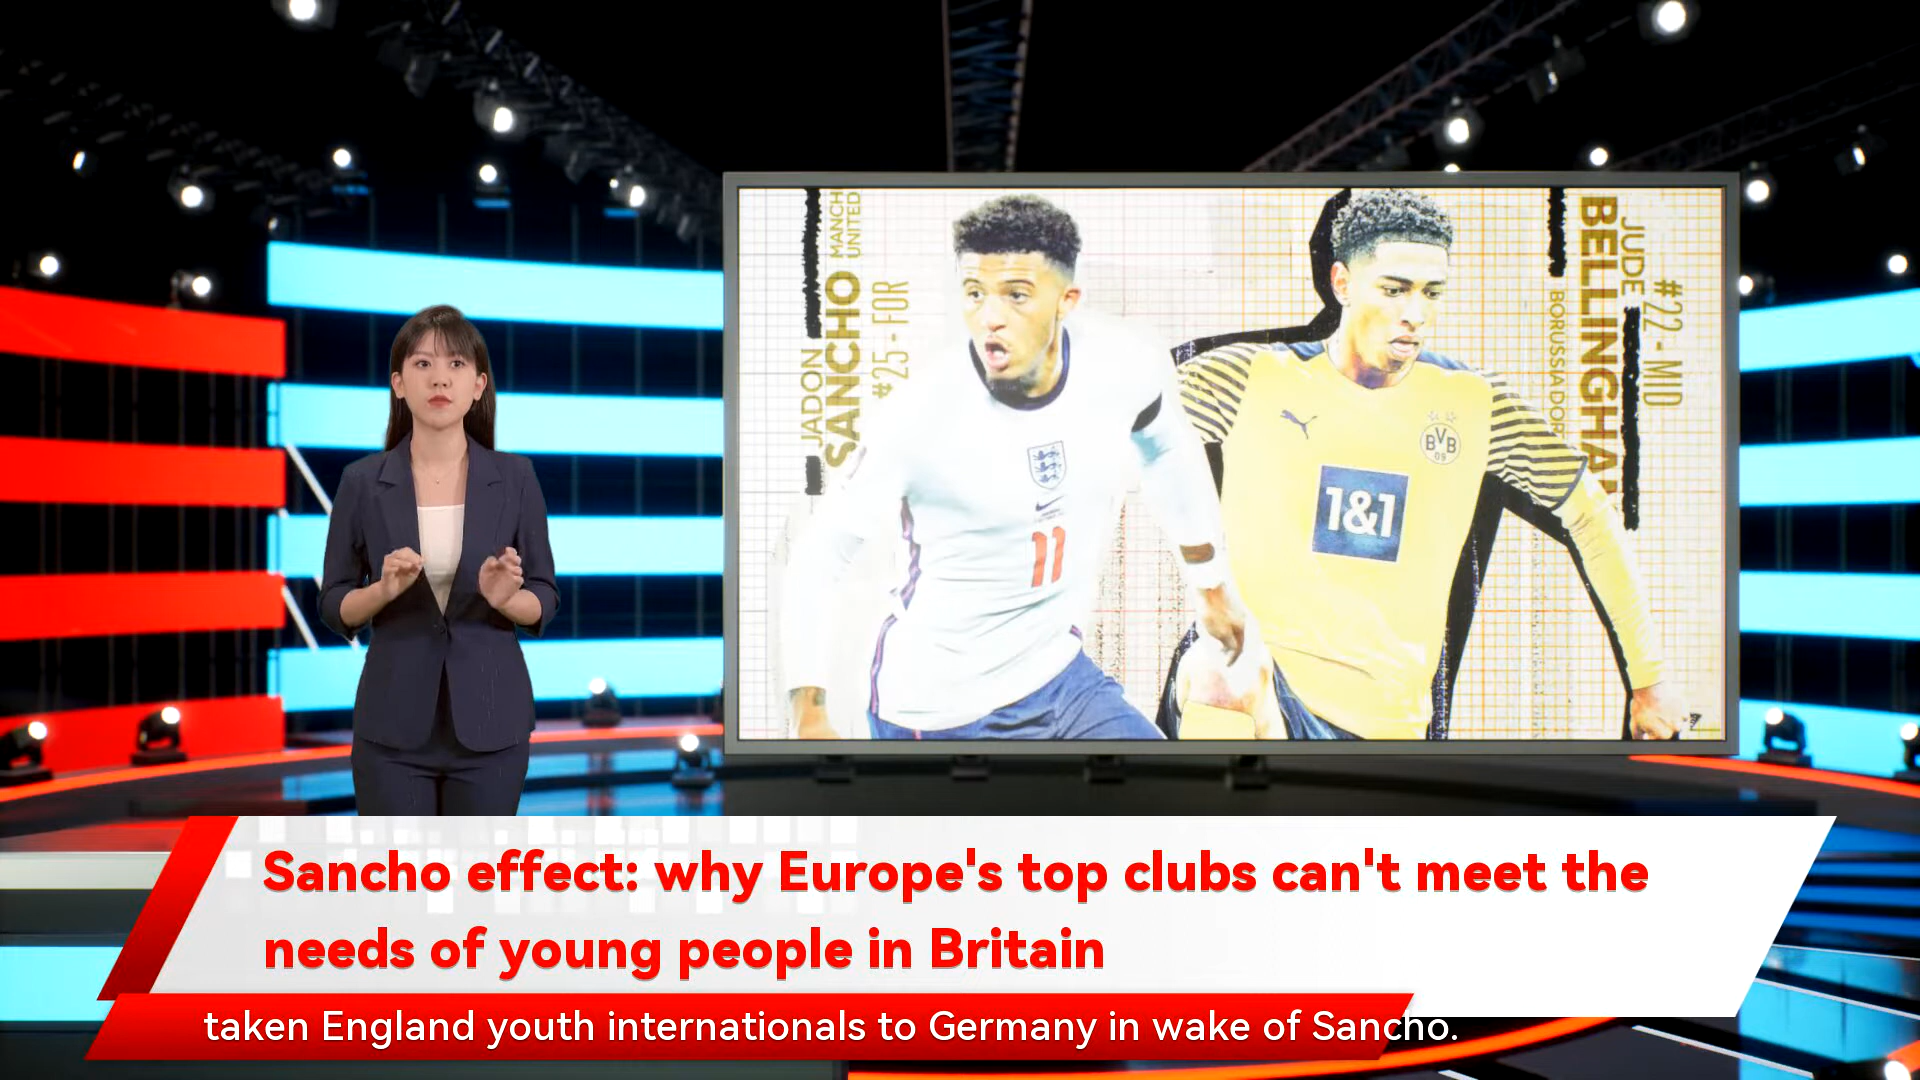 JADON
SANCHO
MANCH
UNITED
#25 - FOR
11
1&1
BVB
09
BORUSSIA DOR
BELLINGHA
JUDE
#22 - MID
Sancho effect: why Europe's top clubs can't meet the
needs of young people in Britain
taken England youth internationals to Germany in wake of Sancho.